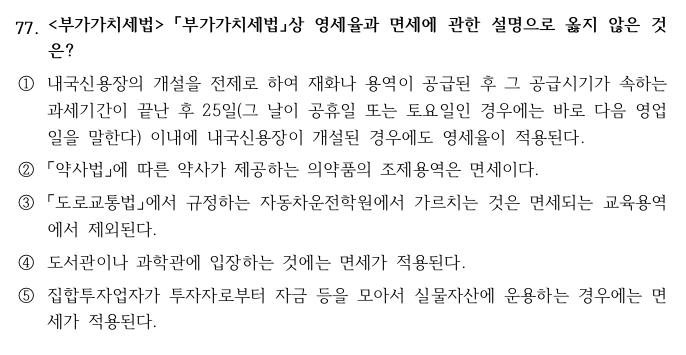 77. <부가가치세법> 「부가가치세법」상 영세율과 면세에 관한 설명으로 옳지 않은 것
은?
① 내국신용장의 개설을 전제로 하여 재화나 용역이 공급된 후 그 공급시기가 속하는
과세기간이 끝난 후 25일(그 날이 공휴일 또는 토요일인 경우에는 바로 다음 영업
일을 말한다) 이내에 내국신용장이 개설된 경우에도 영세율이 적용된다.
② 「약사법」에 따른 약사가 제공하는 의약품의 조제용역은 면세이다.
③ 「도로교통법」에서 규정하는 자동차운전학원에서 가르치는 것은 면세되는 교육용역
에서 제외된다.
④ 도서관이나 과학관에 입장하는 것에는 면세가 적용된다.
⑤ 집합투자업자가 투자자로부터 자금 등을 모아서 실물자산에 운용하는 경우에는 면
세가 적용된다.